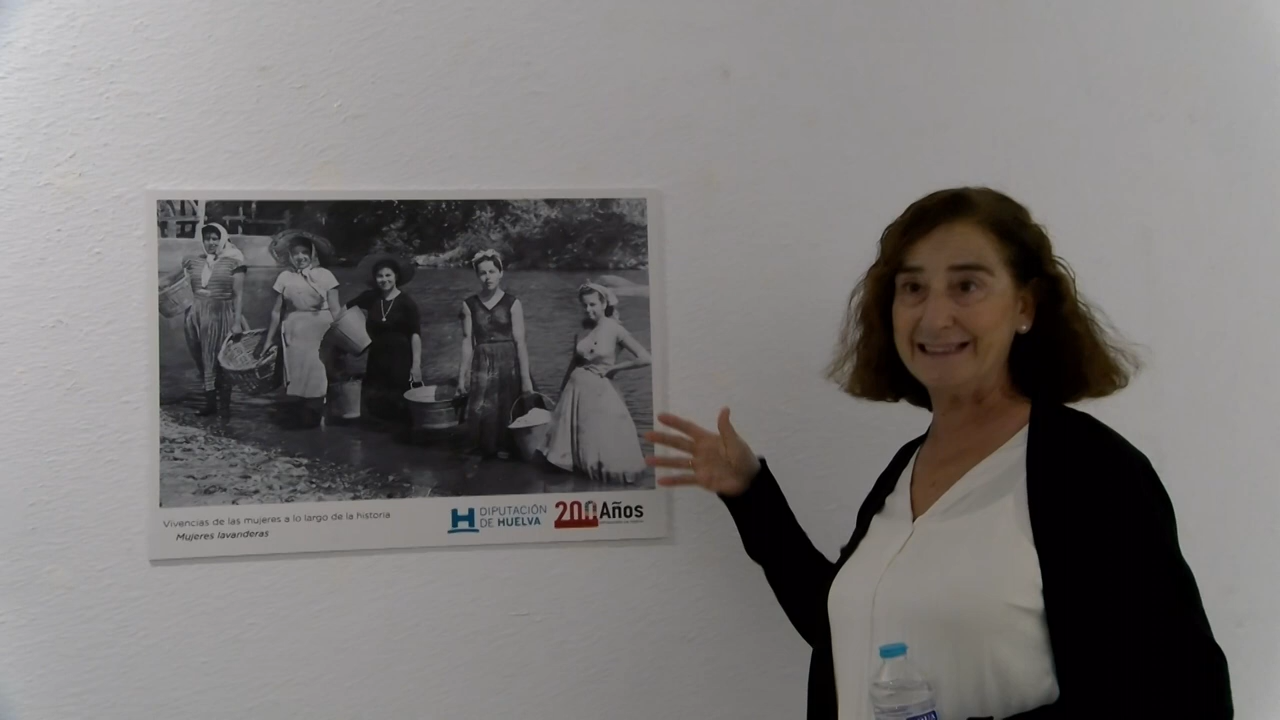 Vivencias de las mujeres a lo largo de la historia
Mujeres lavanderas
H DIPUTACIÓN
DE HUELVA
200 Años